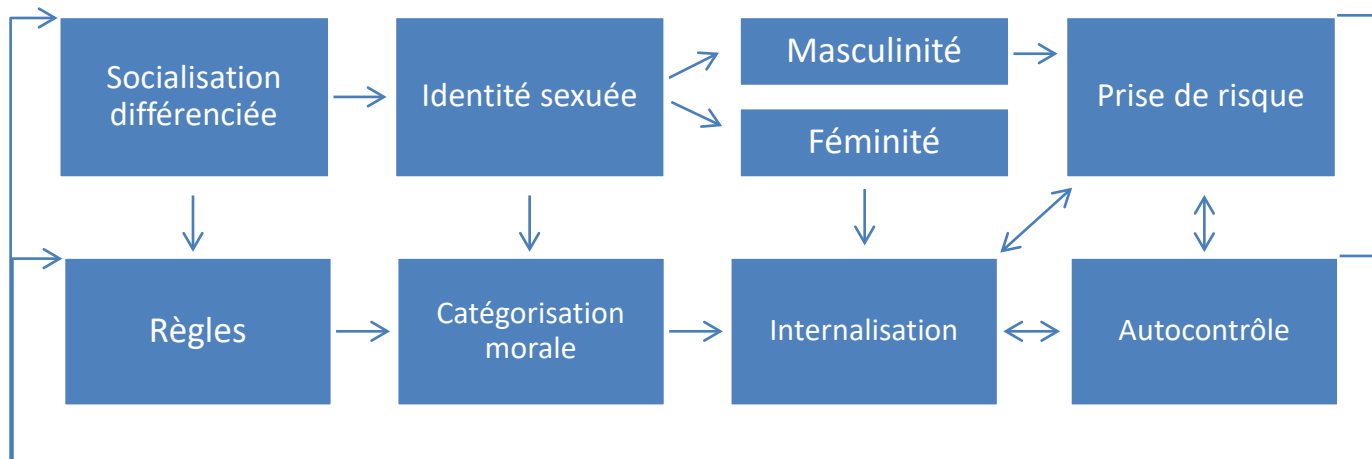 Socialisation
différenciée
Identité sexuée
Masculinité
Féminité
Prise de risque
Règles
Catégorisation
morale
Internalisation
Autocontrôle